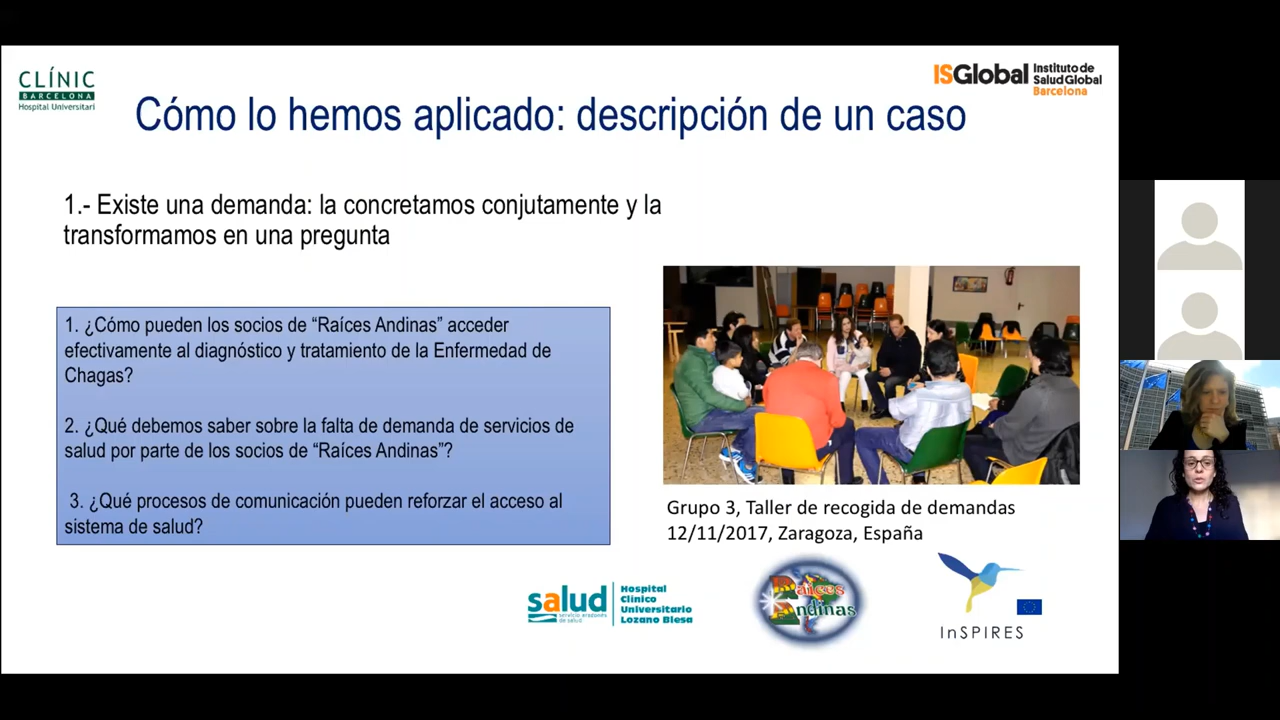 CLÍNIC
BARCELONA
Hospital Universitari
ISGlobal
Instituto de
Salud Global
Barcelona
Cómo lo hemos aplicado: descripción de un caso
1.- Existe una demanda: la concretamos conjutamente y la
transformamos en una pregunta
1. ¿Cómo pueden los socios de “Raíces Andinas” acceder
efectivamente al diagnóstico y tratamiento de la Enfermedad de
Chagas?
2. ¿Qué debemos saber sobre la falta de demanda de servicios de
salud por parte de los socios de “Raíces Andinas”?
3. ¿Qué procesos de comunicación pueden reforzar el acceso al
sistema de salud?
Grupo 3, Taller de recogida de demandas
12/11/2017, Zaragoza, España
salud
servicio aragonés
de salud
Hospital
Clínico
Universitario
Lozano Blesa
Raíces
Andinas
InSPIRES